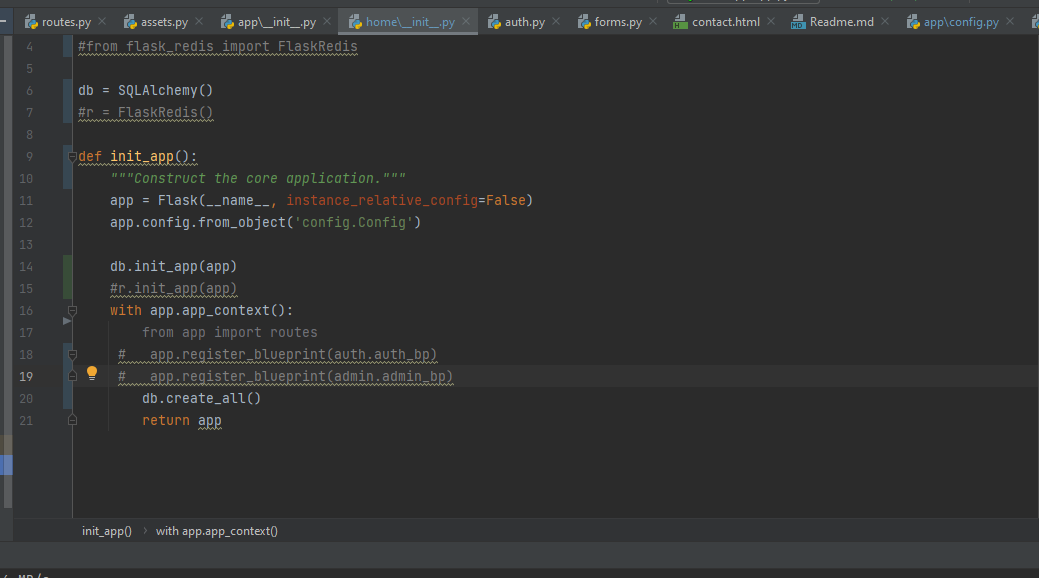 routes.py assets.py app\__init__.py home\__init__.py auth.py forms.py contact.html Readme.md app\config.py
4 #from flask_redis import FlaskRedis
5
6 db = SQLAlchemy()
7 #r = FlaskRedis()
8
9 def init_app():
10 """Construct the core application."""
11 app = Flask(__name__, instance_relative_config=False)
12 app.config.from_object('config.Config')
13
14 db.init_app(app)
15 #r.init_app(app)
16 with app.app_context():
17 from app import routes
18 # app.register_blueprint(auth.auth_bp)
19 # app.register_blueprint(admin.admin_bp)
20 db.create_all()
21 return app
init_app() › with app.app_context()